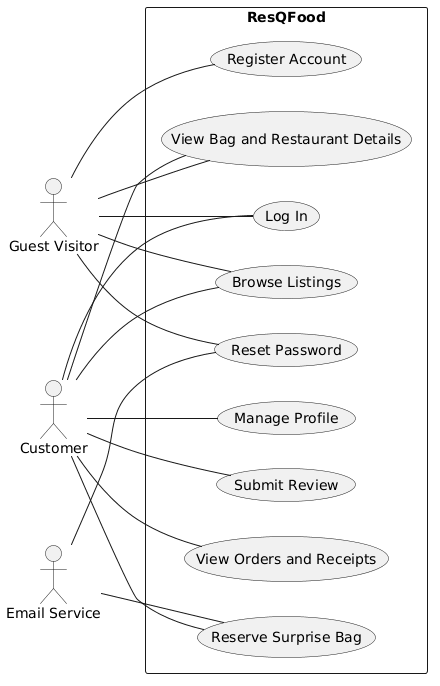 ResQFood
Register Account
View Bag and Restaurant Details
Guest Visitor
Log In
Browse Listings
Reset Password
Customer
Manage Profile
Submit Review
View Orders and Receipts
Email Service
Reserve Surprise Bag